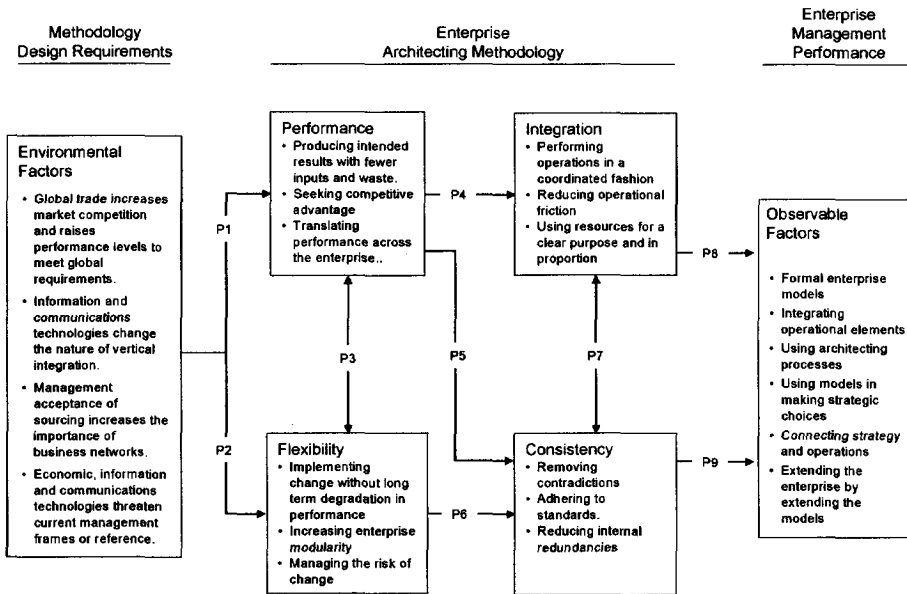 Methodology
Design Requirements
Enterprise
Architecting Methodology
Enterprise
Management
Performance
Environmental
Factors
• Global trade increases
market competition
and raises
performance levels to
meet global
requirements.
• Information and
communications
technologies change
the nature of vertical
integration.
• Management
acceptance of
sourcing increases the
importance of
business networks.
• Economic, information
and communications
technologies threaten
current management
frames or reference.
P1
P2
Performance
• Producing intended
results with fewer
inputs and waste.
• Seeking competitive
advantage
• Translating
performance across
the enterprise..
P3
Flexibility
• Implementing
change without long
term degradation in
performance
• Increasing enterprise
modularity
• Managing the risk of
change
P4
P5
P6
Integration
• Performing
operations in a
coordinated fashion
• Reducing operational
friction
• Using resources for a
clear purpose and in
proportion
P7
Consistency
• Removing
contradictions
• Adhering to
standards.
• Reducing internal
redundancies
P8
P9
Observable
Factors
• Formal enterprise
models
• Integrating
operational elements
• Using architecting
processes
• Using models in
making strategic
choices
• Connecting strategy
and operations
• Extending the
enterprise by
extending the
models